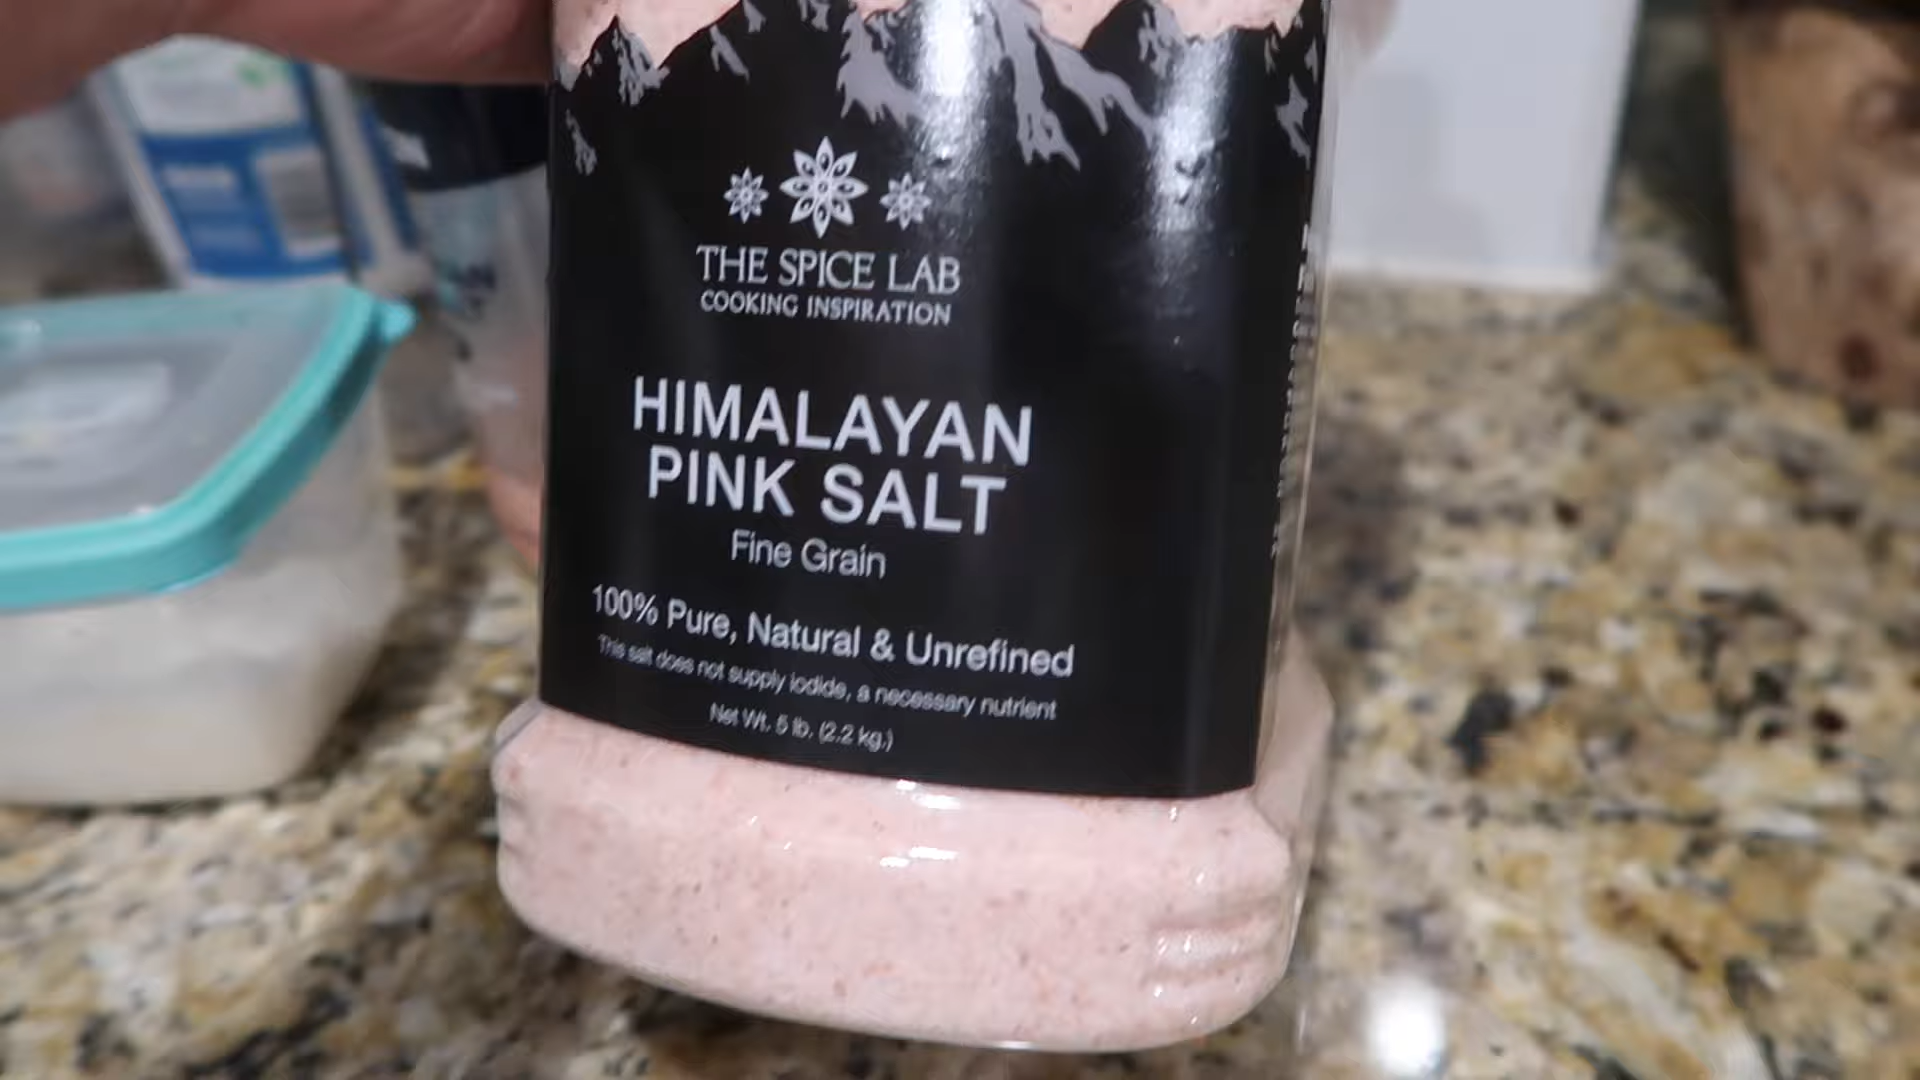 THE SPICE LAB
COOKING INSPIRATION
HIMALAYAN
PINK SALT
Fine Grain
100% Pure, Natural & Unrefined
This salt does not supply iodide, a necessary nutrient
Net Wt. 5 lb. (2.2 kg.)